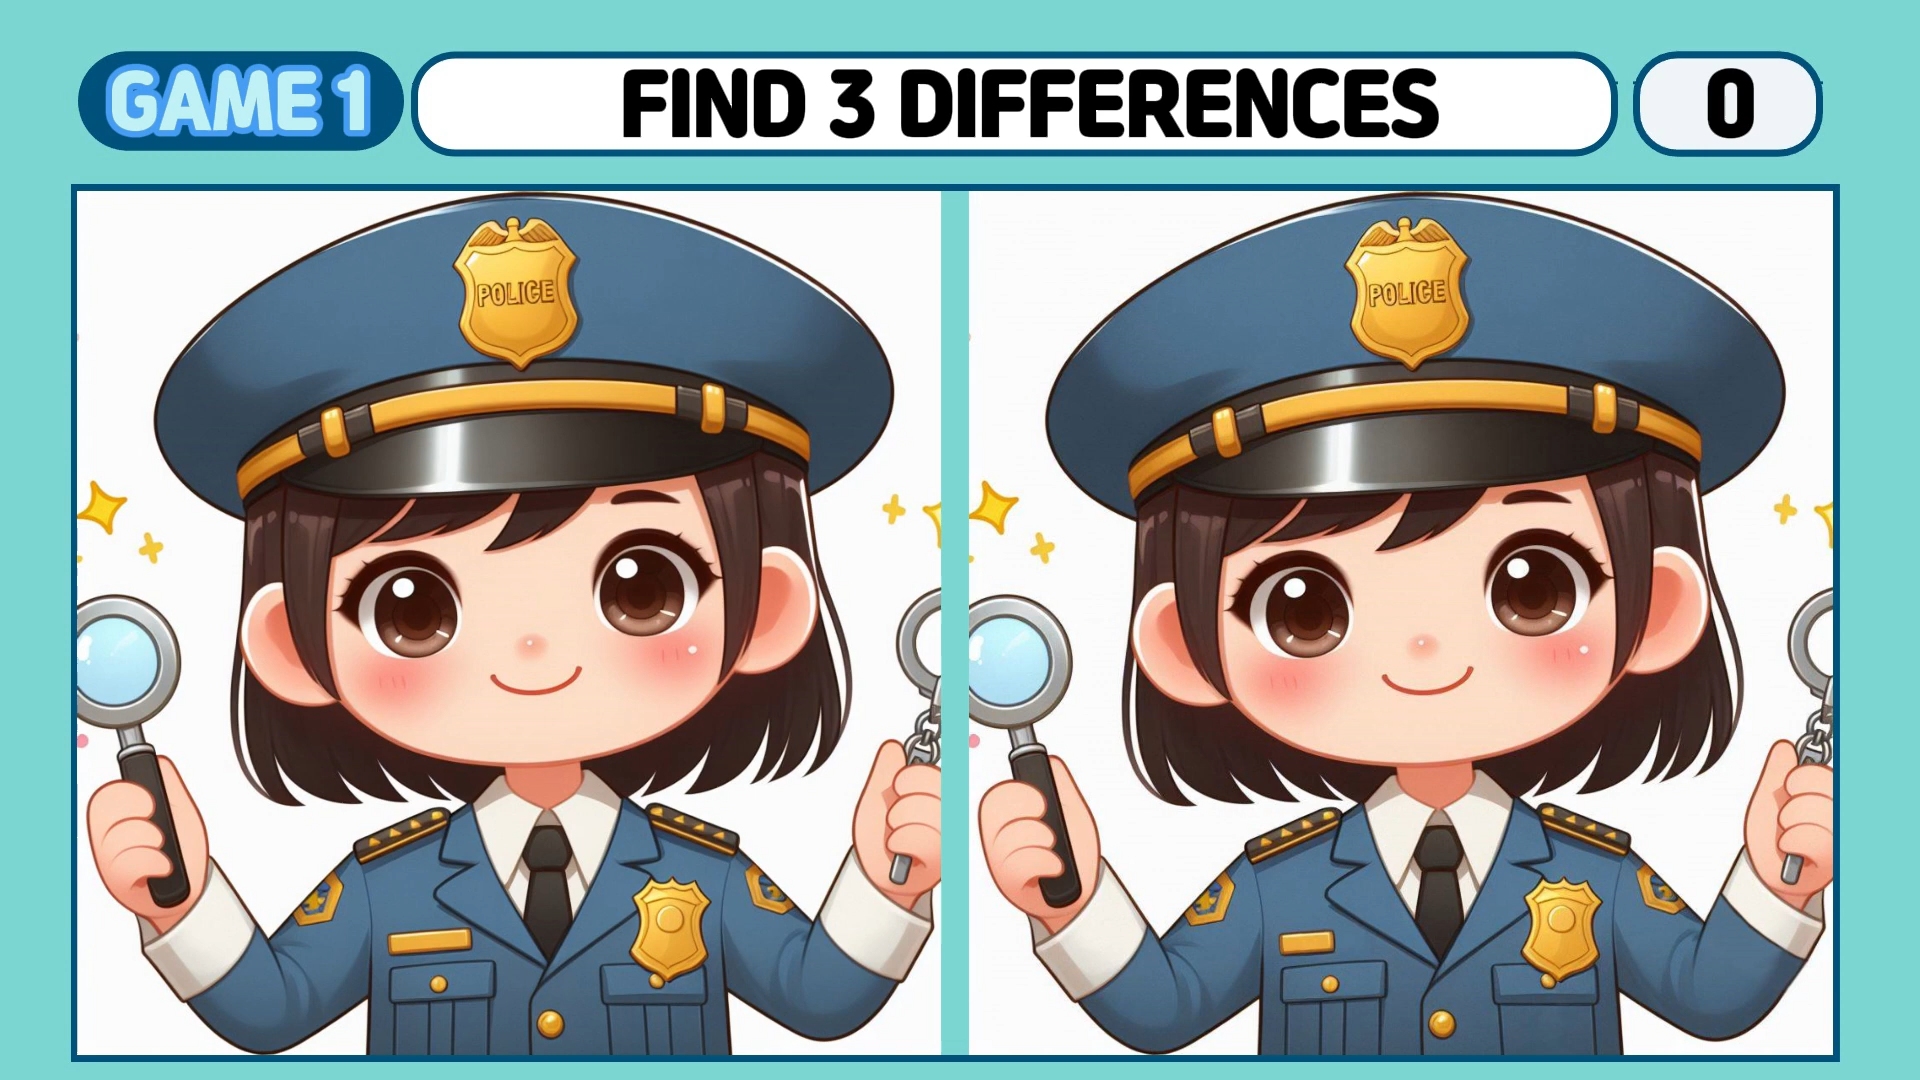 GAME 1
FIND 3 DIFFERENCES
0
POLICE
POLICE